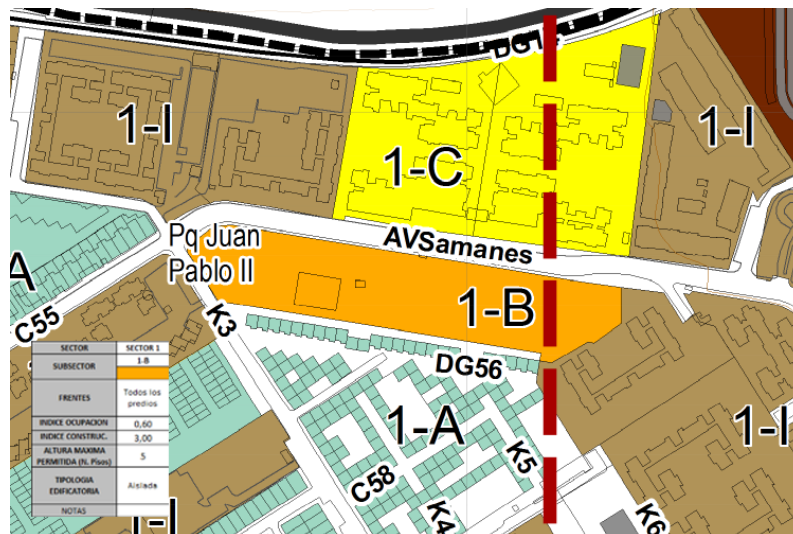 DG14
1-I
1-I
1-C
AVSamanes
Pq Juan
Pablo II
A
1-B
K3
C55
DG56
SECTOR SECTOR 1
SUBSECTOR 1-B
FRENTES Todos los predios
INDICE OCUPACION 0,60
INDICE CONSTRUC. 3,00
ALTURA MAXIMA
PERMITIDA (N. Pisos) 5
TIPOLOGIA
EDIFICATORIA Aislada
NOTAS
1-A
K5
1-I
C58
K4
K6
1-I